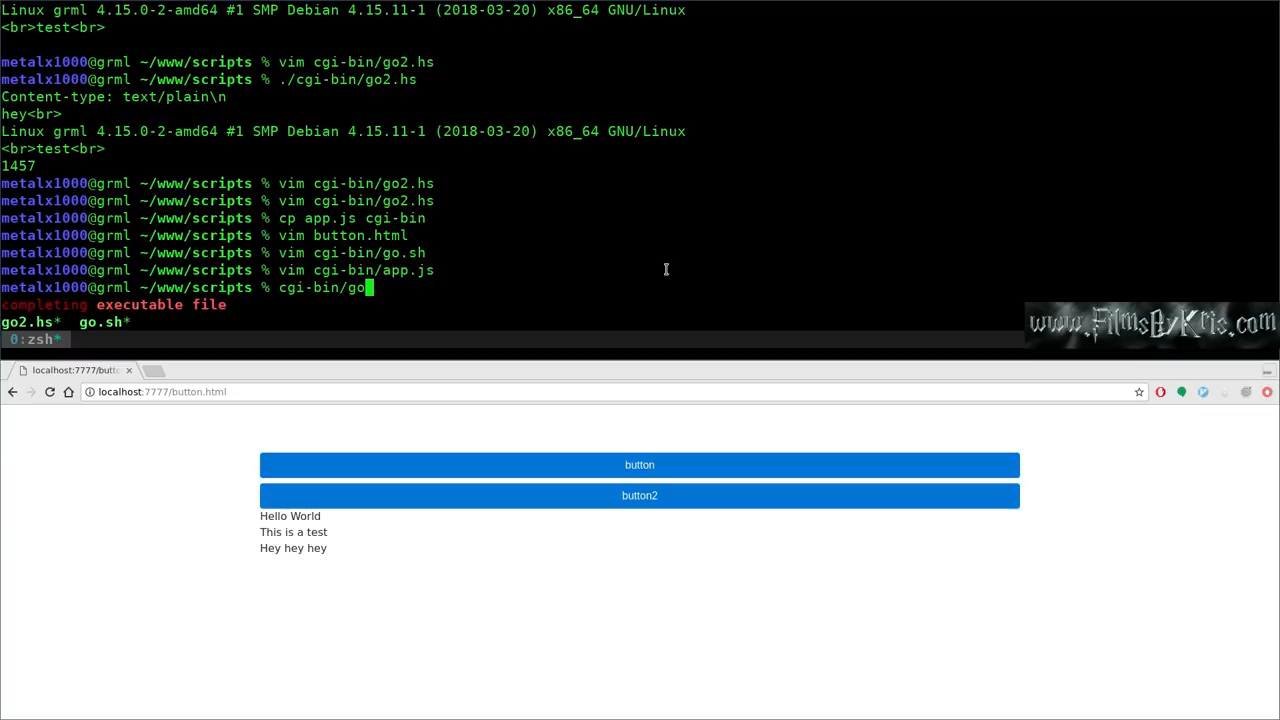 Linux grml 4.15.0-2-amd64 #1 SMP Debian 4.15.11-1 (2018-03-20) x86_64 GNU/Linux
<br>test<br>
metalx1000@grml ~/www/scripts % vim cgi-bin/go2.hs
metalx1000@grml ~/www/scripts % ./cgi-bin/go2.hs
Content-type: text/plain\n
hey<br>
Linux grml 4.15.0-2-amd64 #1 SMP Debian 4.15.11-1 (2018-03-20) x86_64 GNU/Linux
<br>test<br>
1457
metalx1000@grml ~/www/scripts % vim cgi-bin/go2.hs
metalx1000@grml ~/www/scripts % vim cgi-bin/go2.hs
metalx1000@grml ~/www/scripts % cp app.js cgi-bin
metalx1000@grml ~/www/scripts % vim button.html
metalx1000@grml ~/www/scripts % vim cgi-bin/go.sh
metalx1000@grml ~/www/scripts % vim cgi-bin/app.js
metalx1000@grml ~/www/scripts % cgi-bin/go
completing executable file
go2.hs* go.sh*
www.FilmsByKris.com
0:zsh*
localhost:7777/butto
localhost:7777/button.html
button
button2
Hello World
This is a test
Hey hey hey